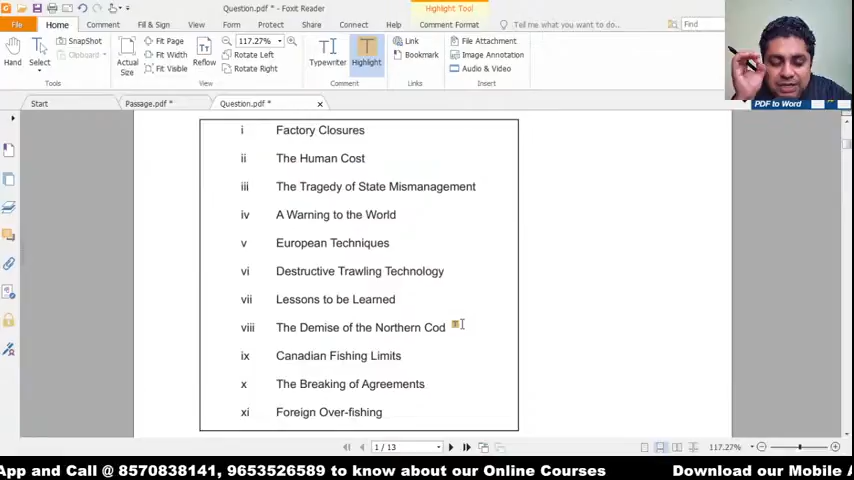 Question.pdf * - Foxit Reader
Highlight Tool
File Home Comment Fill & Sign View Form Protect Share Connect Help Comment Format Tell me what you want to do... Find
Hand
Select
SnapShot
Clipboard
Tools
Actual Size
Fit Page
Fit Width
Fit Visible
Reflow
117.27%
Rotate Left
Rotate Right
View
Typewriter
Highlight
Comment
Link
Bookmark
Links
File Attachment
Image Annotation
Audio & Video
Insert
PDF to Word
Start Passage.pdf * Question.pdf *
i Factory Closures
ii The Human Cost
iii The Tragedy of State Mismanagement
iv A Warning to the World
v European Techniques
vi Destructive Trawling Technology
vii Lessons to be Learned
viii The Demise of the Northern Cod
ix Canadian Fishing Limits
x The Breaking of Agreements
xi Foreign Over-fishing
1 / 13
117.27%
App and Call @ 8570838141, 9653526589 to know about our Online Courses Download our Mobile A